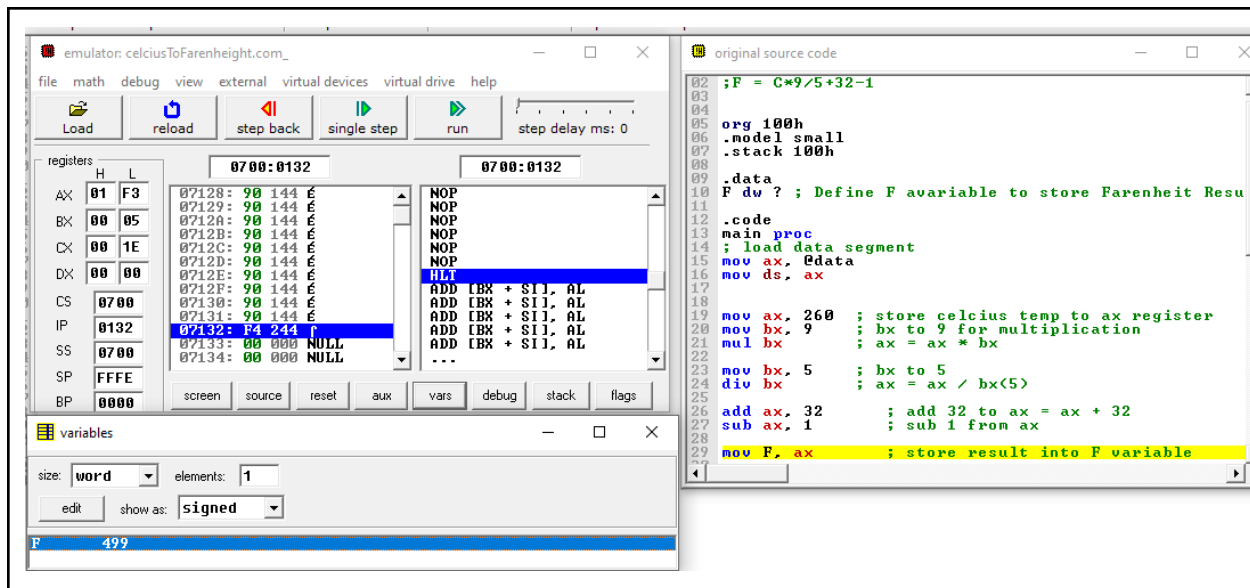 emulator: celciusToFarenheight.com_
file math debug view external virtual devices virtual drive help
Load reload step back single step run step delay ms: 0
registers
H L
0700:0132 0700:0132
AX 01 F3
BX 00 05
CX 00 1E
DX 00 00
CS 0700
IP 0132
SS 0700
SP FFFE
BP 0000
07128: 90 144 É
07129: 90 144 É
0712A: 90 144 É
0712B: 90 144 É
0712C: 90 144 É
0712D: 90 144 É
0712E: 90 144 É
0712F: 90 144 É
07130: 90 144 É
07131: 90 144 É
07132: F4 244 ⌠
07133: 00 000 NULL
07134: 00 000 NULL
NOP
NOP
NOP
NOP
NOP
NOP
HLT
ADD [BX + SI], AL
ADD [BX + SI], AL
ADD [BX + SI], AL
ADD [BX + SI], AL
ADD [BX + SI], AL
...
screen source reset aux vars debug stack flags
variables
size: word elements: 1
edit show as: signed
F 499
original source code
02 ;F = C*9/5+32-1
03
04
05 org 100h
06 .model small
07 .stack 100h
08
09 .data
10 F dw ? ; Define F avariable to store Farenheit Resu
11
12 .code
13 main proc
14 ; load data segment
15 mov ax, @data
16 mov ds, ax
17
18
19 mov ax, 260 ; store celcius temp to ax register
20 mov bx, 9 ; bx to 9 for multiplication
21 mul bx ; ax = ax * bx
22
23 mov bx, 5 ; bx to 5
24 div bx ; ax = ax / bx(5)
25
26 add ax, 32 ; add 32 to ax = ax + 32
27 sub ax, 1 ; sub 1 from ax
28
29 mov F, ax ; store result into F variable